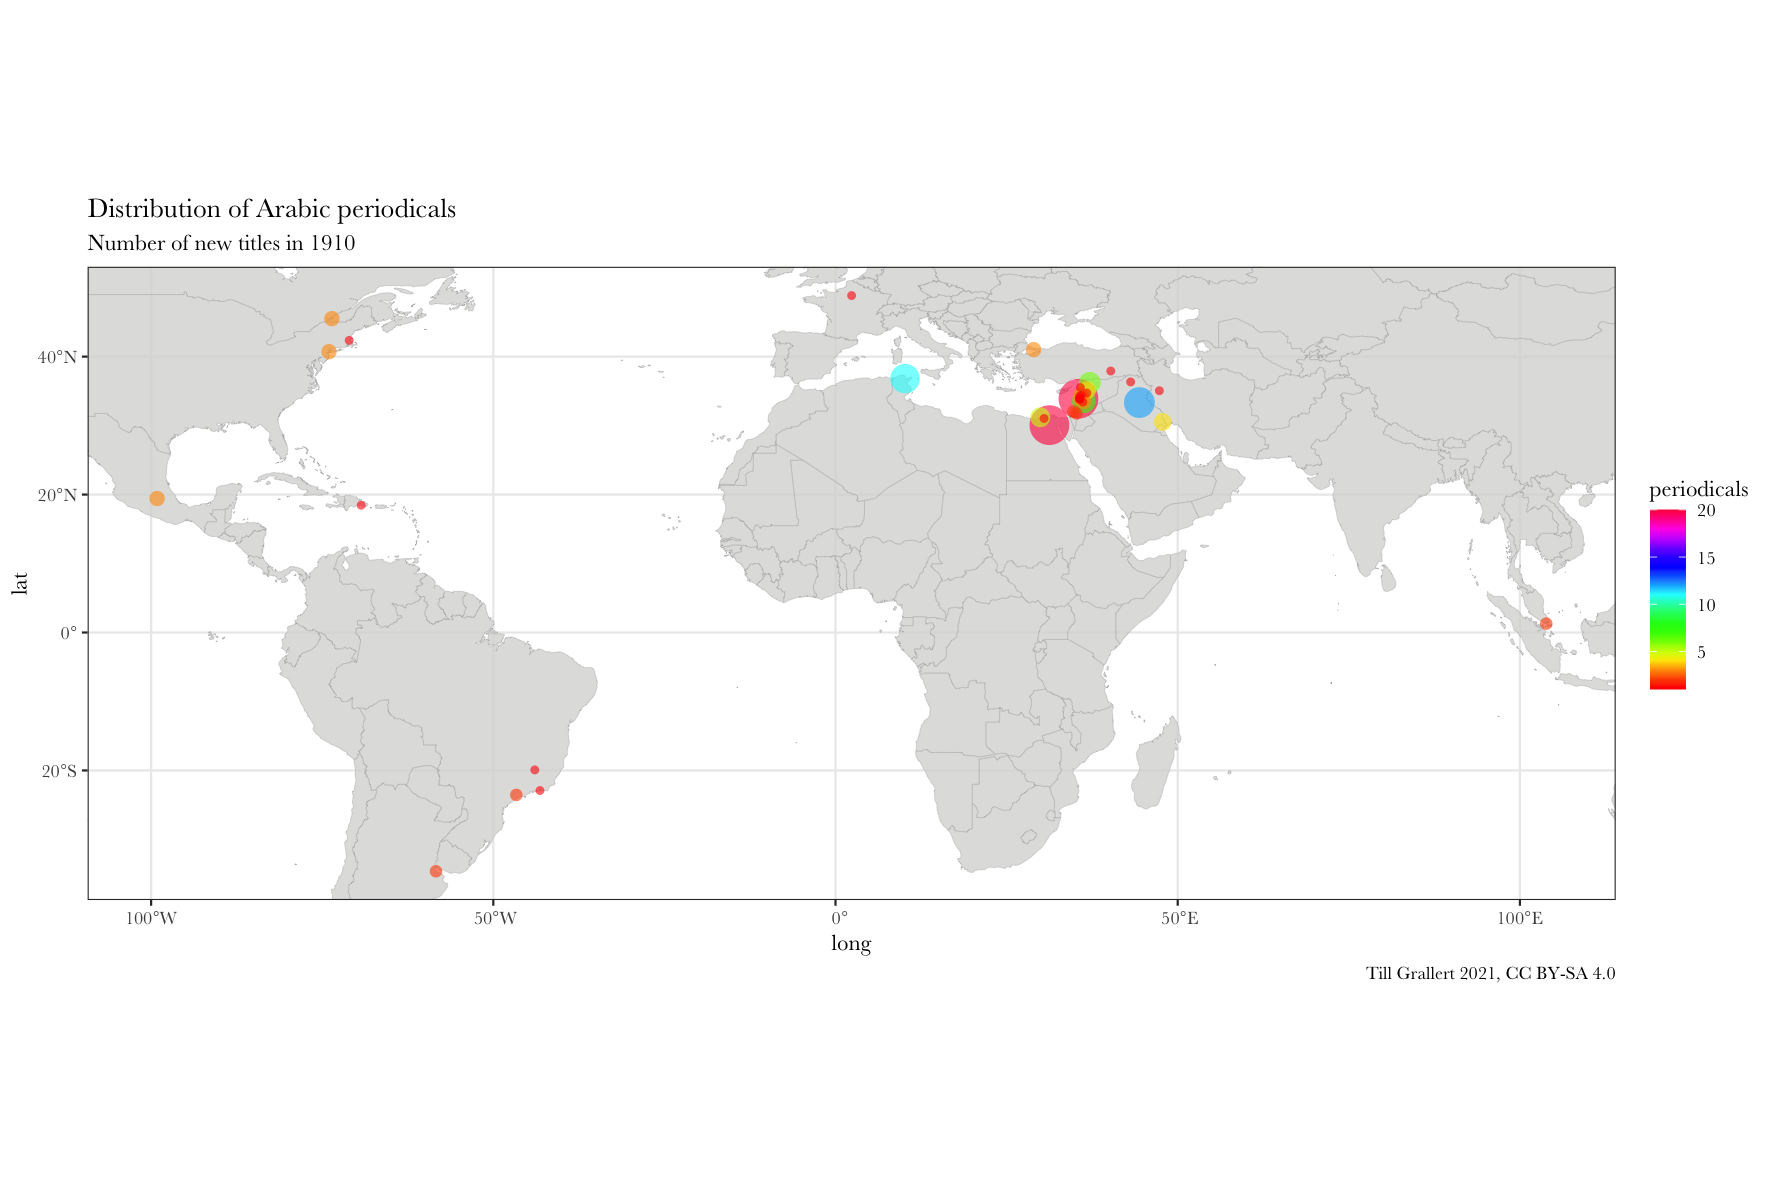 Distribution of Arabic periodicals
Number of new titles in 1910
40°N
20°N
0°
20°S
lat
100°W
50°W
0°
50°E
100°E
long
periodicals
20
15
10
5
Till Grallert 2021, CC BY-SA 4.0